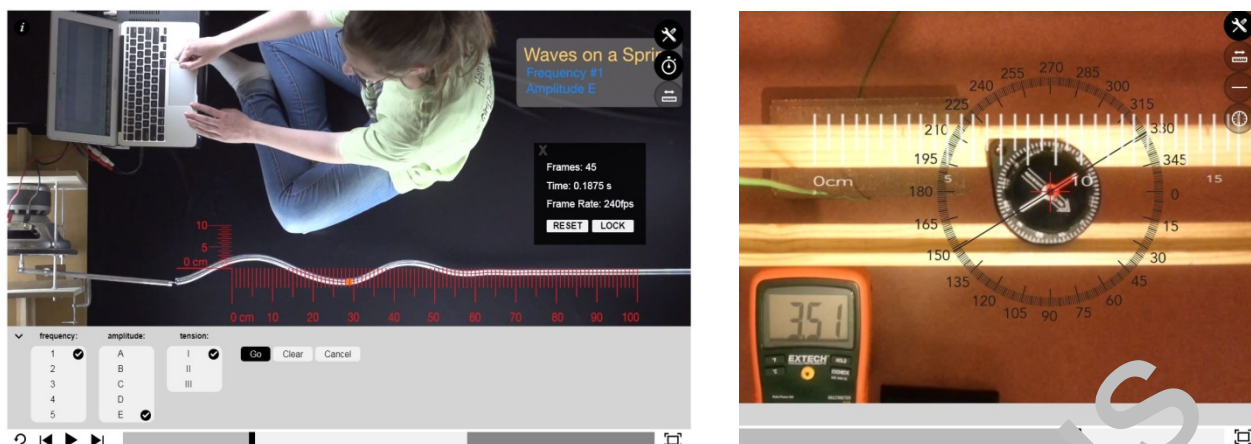 i
Waves on a Spri
Frequency #1
Amplitude E
X
Frames: 45
Time: 0.1875 s
Frame Rate: 240fps
RESET LOCK
10
5
0 cm
0 cm 10 20 30 40 50 60 70 80 90 100
frequency: amplitude: tension:
1 A I Go Clear Cancel
2 B II
3 C III
4 D
5 E
270
255 285
240 300
225 315
210 330
195 345
0cm 5 10 15
180 0
165 15
150 30
135 45
120 60
105 90 75
3.51
EXTECH HOLD
°F
°C
S